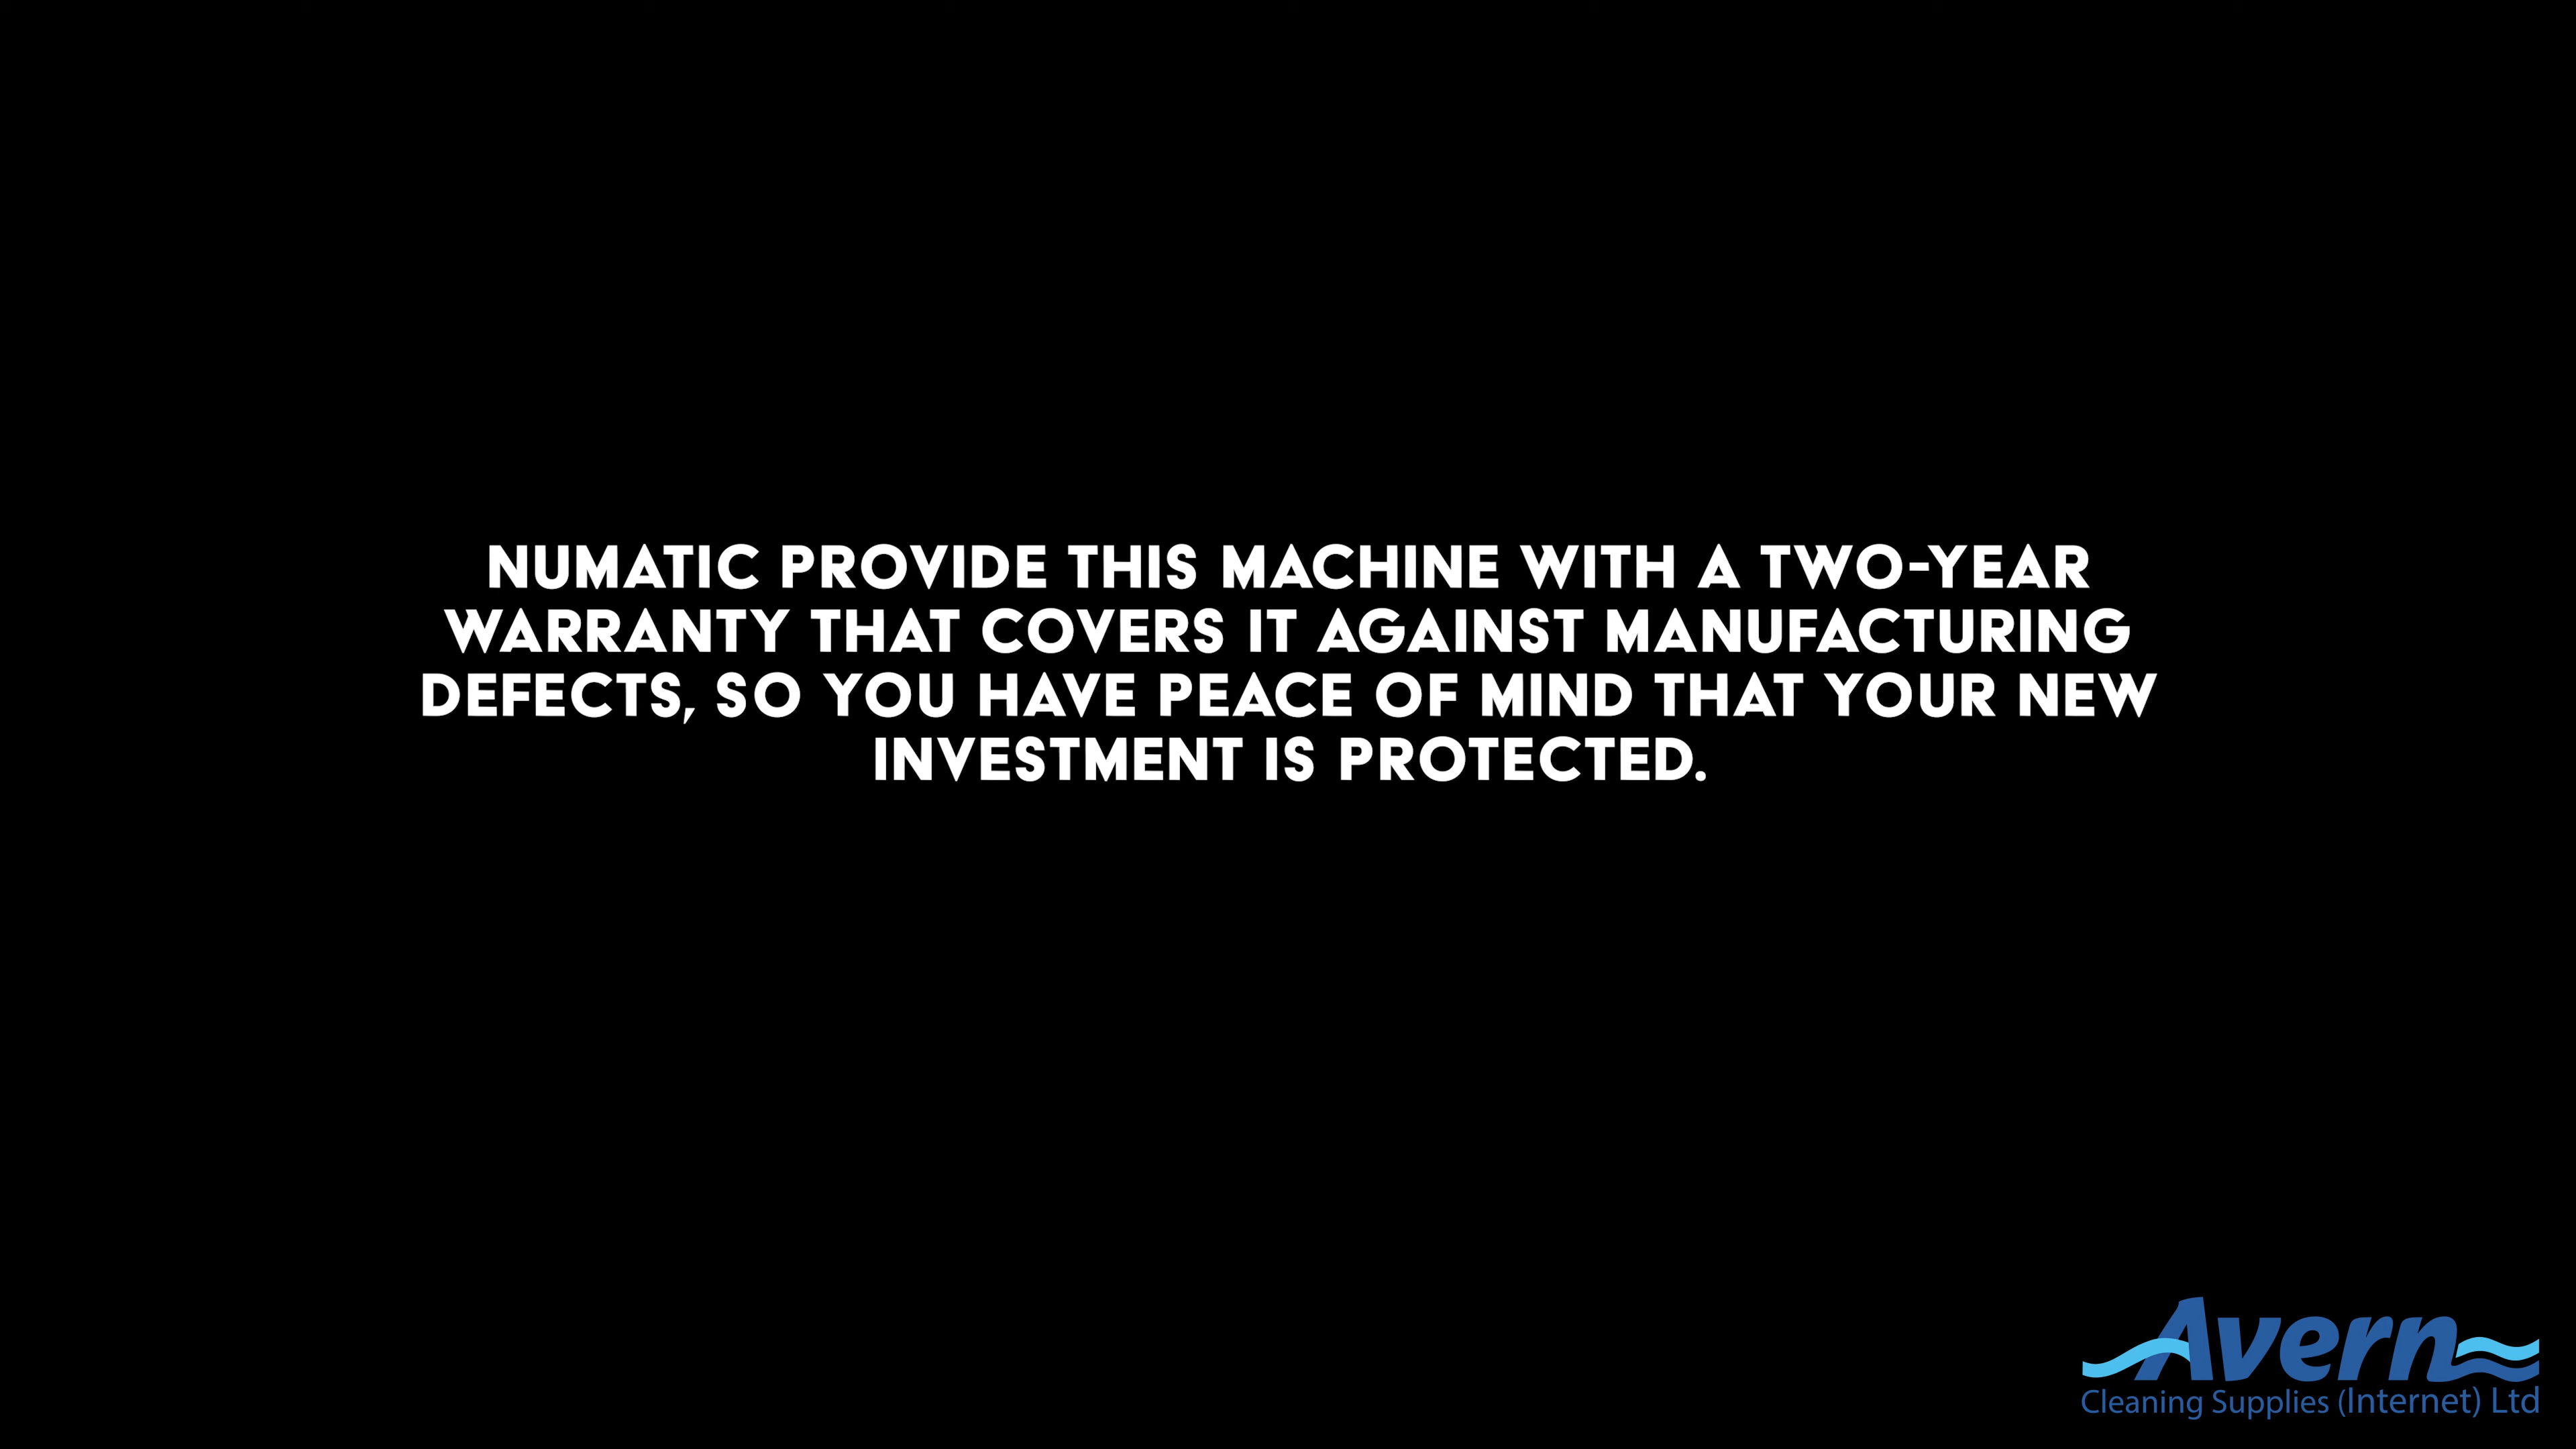 NUMATIC PROVIDE THIS MACHINE WITH A TWO-YEAR
WARRANTY THAT COVERS IT AGAINST MANUFACTURING
DEFECTS, SO YOU HAVE PEACE OF MIND THAT YOUR NEW
INVESTMENT IS PROTECTED.
Avern
Cleaning Supplies (Internet) Ltd